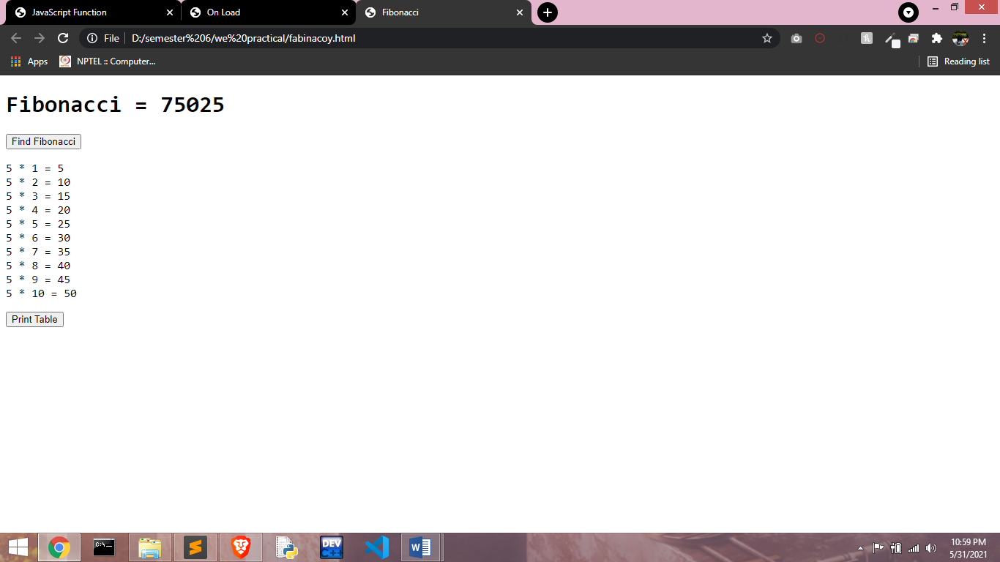 JavaScript Function
On Load
Fibonacci
File
D:/semester%206/we%20practical/fabinacoy.html
Apps
NPTEL :: Computer...
Reading list
Fibonacci = 75025
Find Fibonacci
5 * 1 = 5
5 * 2 = 10
5 * 3 = 15
5 * 4 = 20
5 * 5 = 25
5 * 6 = 30
5 * 7 = 35
5 * 8 = 40
5 * 9 = 45
5 * 10 = 50
Print Table
C:\.
DEV
C++
W
10:59 PM
5/31/2021